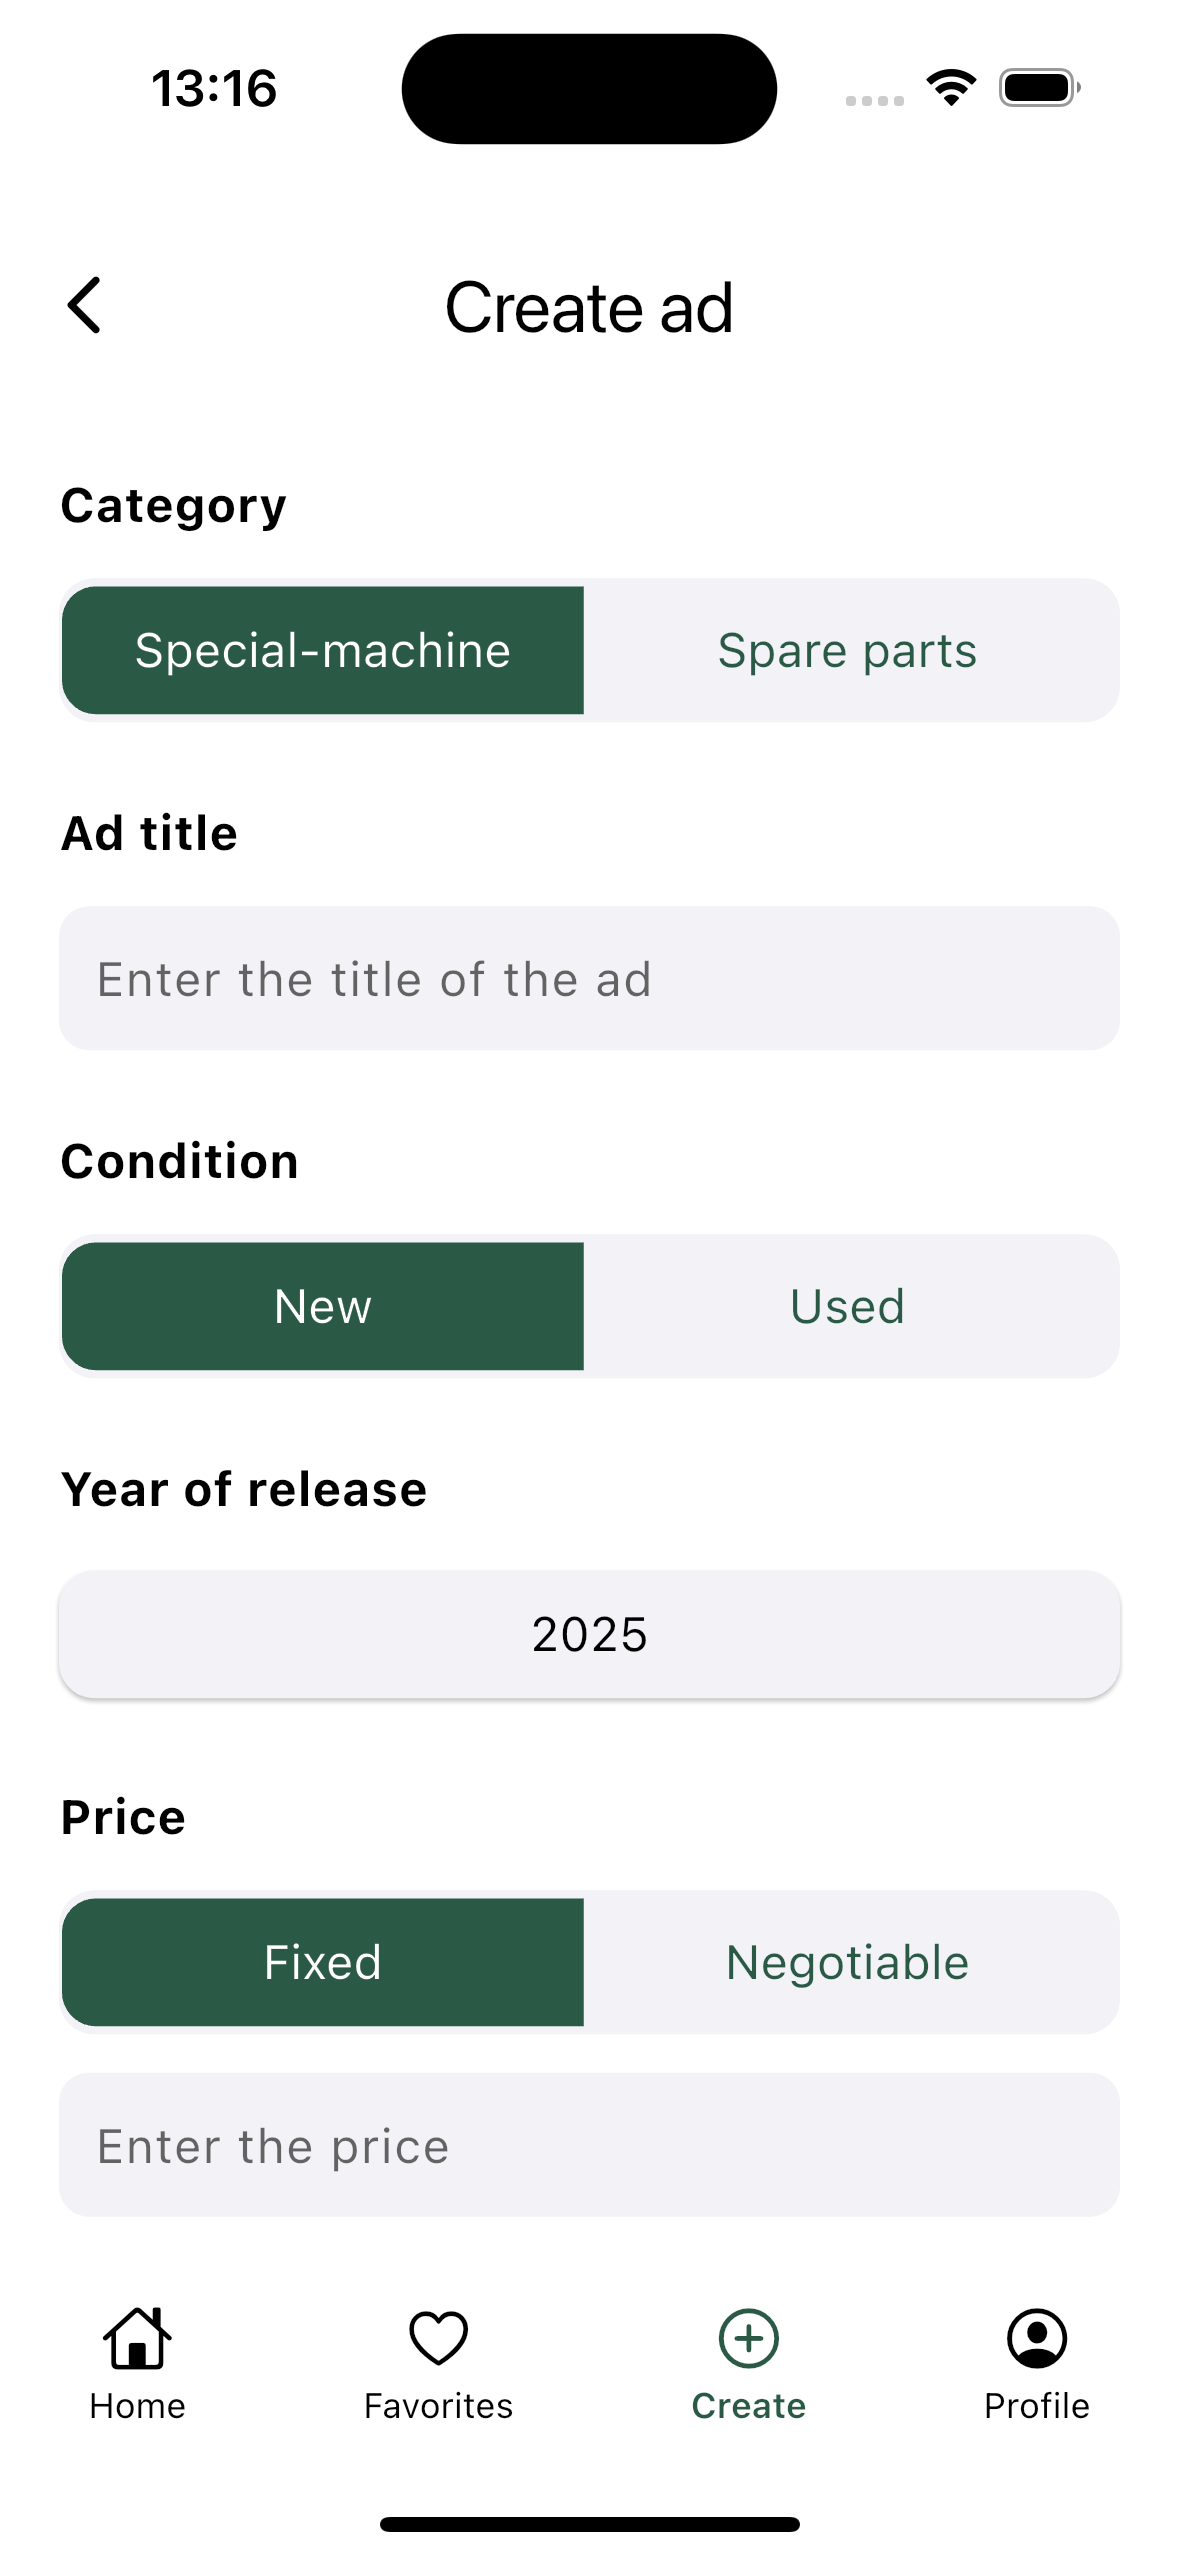 13:16
Create ad
Category
Special-machine Spare parts
Ad title
Enter the title of the ad
Condition
New Used
Year of release
2025
Price
Fixed Negotiable
Enter the price
Home Favorites Create Profile